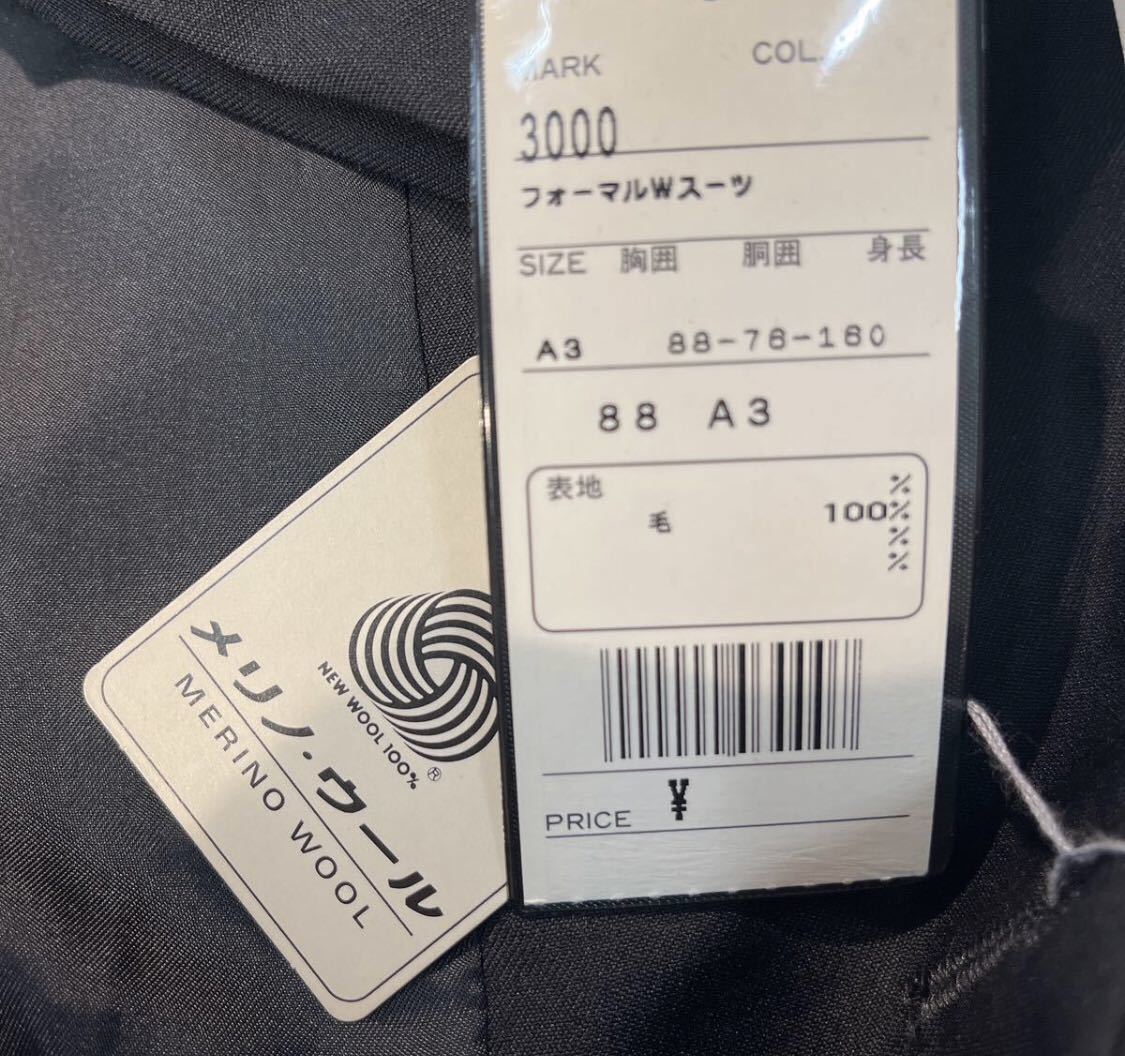 MARK COL.
3000
フォーマルWスーツ
SIZE 胸囲 胴囲 身長
A3 88-76-160
88 A3
表地 %
毛 100%
%
%
PRICE ¥
NEW WOOL 100% ®
メリノ・ウール
MERINO WOOL